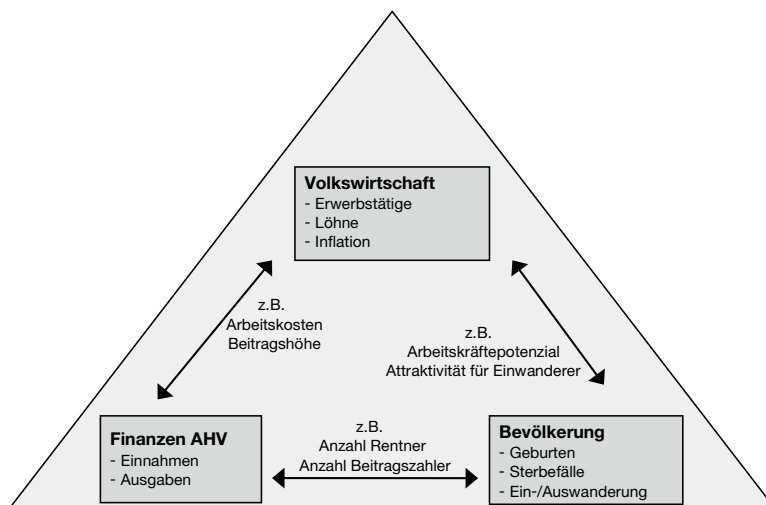 Volkswirtschaft
- Erwerbstätige
- Löhne
- Inflation
z.B.
Arbeitskosten
Beitragshöhe
z.B.
Arbeitskräftepotenzial
Attraktivität für Einwanderer
Finanzen AHV
- Einnahmen
- Ausgaben
z.B.
Anzahl Rentner
Anzahl Beitragszahler
Bevölkerung
- Geburten
- Sterbefälle
- Ein-/Auswanderung